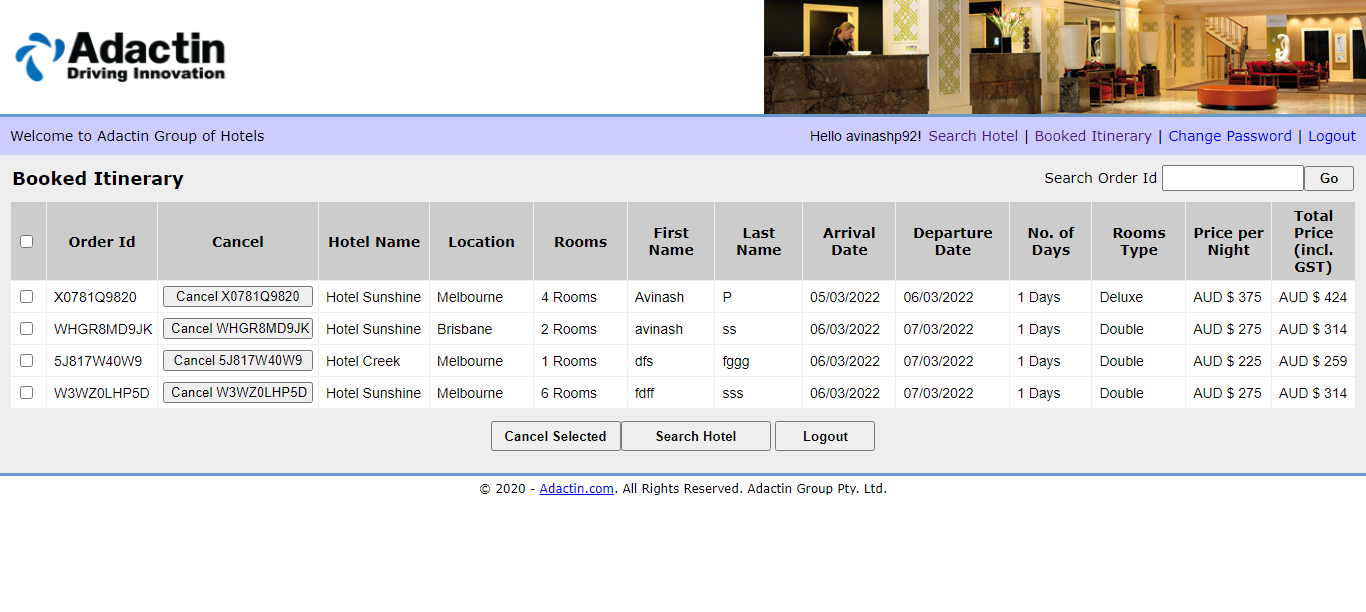 Adactin
Driving Innovation
Welcome to Adactin Group of Hotels
Hello avinashp92! Search Hotel | Booked Itinerary | Change Password | Logout
Booked Itinerary
Search Order Id Go
Order Id Cancel Hotel Name Location Rooms First Name Last Name Arrival Date Departure Date No. of Days Rooms Type Price per Night Total Price (incl. GST)
X0781Q9820 Cancel X0781Q9820 Hotel Sunshine Melbourne 4 Rooms Avinash P 05/03/2022 06/03/2022 1 Days Deluxe AUD $ 375 AUD $ 424
WHGR8MD9JK Cancel WHGR8MD9JK Hotel Sunshine Brisbane 2 Rooms avinash ss 06/03/2022 07/03/2022 1 Days Double AUD $ 275 AUD $ 314
5J817W40W9 Cancel 5J817W40W9 Hotel Creek Melbourne 1 Rooms dfs fggg 06/03/2022 07/03/2022 1 Days Double AUD $ 225 AUD $ 259
W3WZ0LHP5D Cancel W3WZ0LHP5D Hotel Sunshine Melbourne 6 Rooms fdff sss 06/03/2022 07/03/2022 1 Days Double AUD $ 275 AUD $ 314
Cancel Selected Search Hotel Logout
© 2020 - Adactin.com. All Rights Reserved. Adactin Group Pty. Ltd.